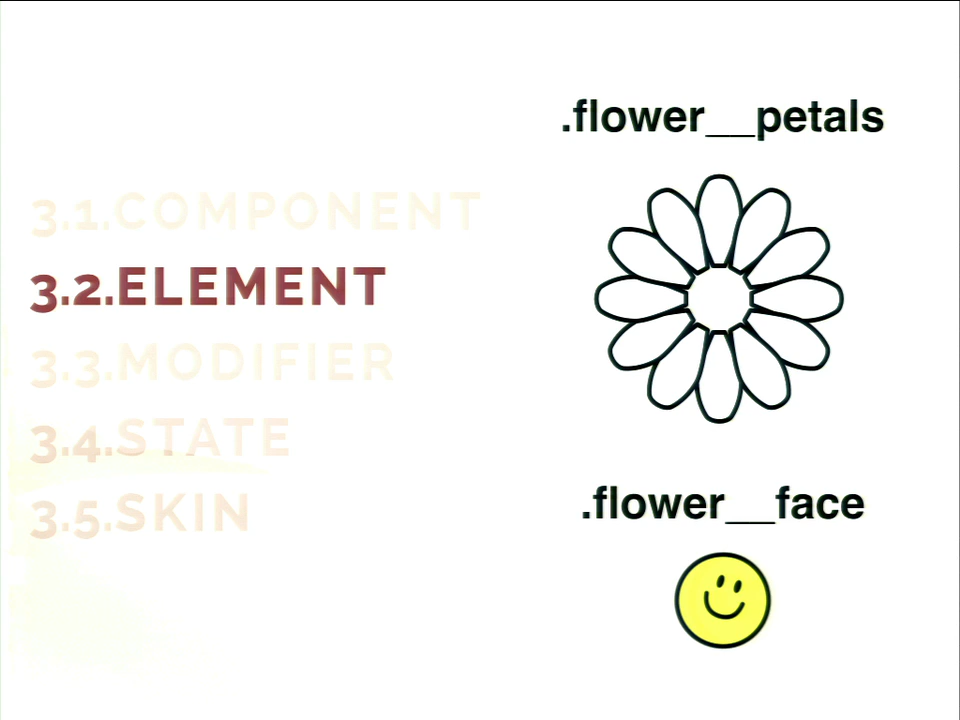 3.1.COMPONENT
3.2.ELEMENT
3.3.MODIFIER
3.4.STATE
3.5.SKIN
.flower__petals
.flower__face